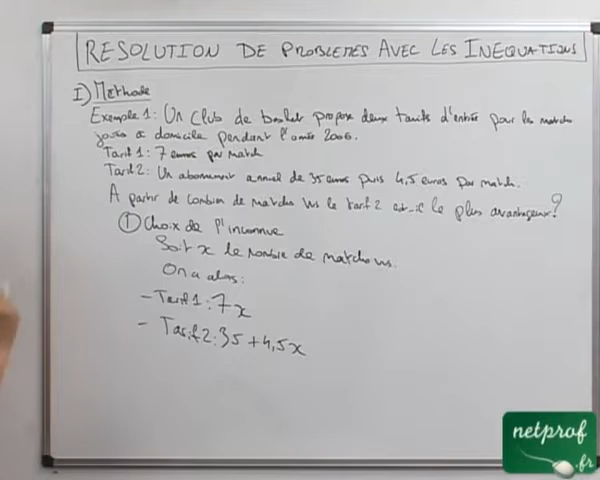 RESOLUTION DE PROBLEMES AVEC LES INEQUATIONS
I) Méthode
Exemple 1: Un club de basket propose deux tarifs d'entrée pour les matchs
joués à domicile pendant l'année 2006.
Tarif 1: 7 euros par match
Tarif 2: Un abonnement annuel de 35 euros puis 4,5 euros par match.
A partir de combien de matchs vus le tarif 2 est-il le plus avantageux?
① Choix de l'inconnue
Soit x le nombre de matchs vus.
On a alors:
- Tarif 1: 7x
- Tarif 2: 35 + 4,5x
netprof
.fr